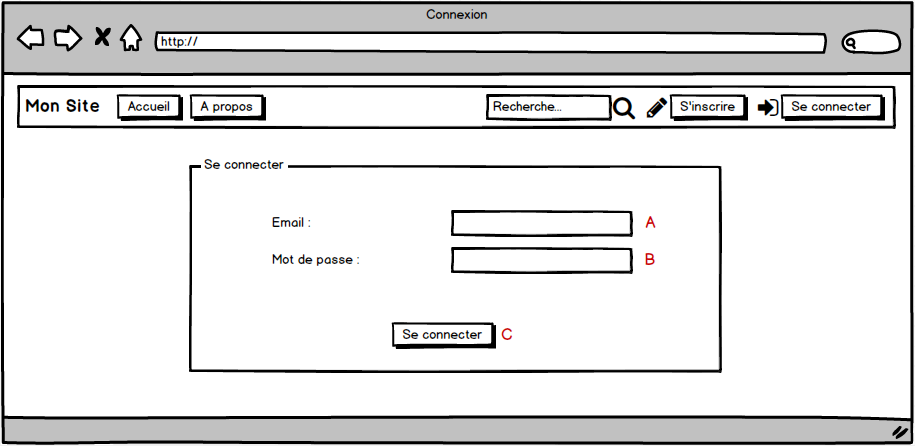 Connexion
http://
Mon Site Accueil A propos Recherche... S'inscrire Se connecter
Se connecter
Email : A
Mot de passe : B
Se connecter C